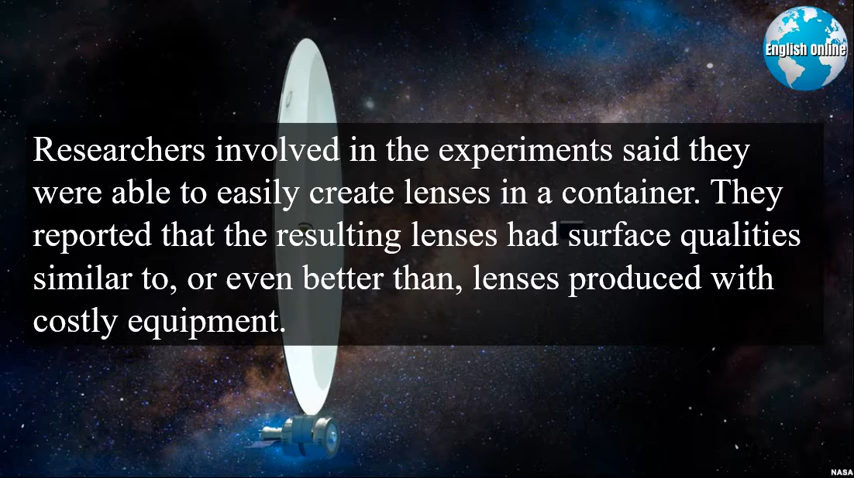 English Online
Researchers involved in the experiments said they
were able to easily create lenses in a container. They
reported that the resulting lenses had surface qualities
similar to, or even better than, lenses produced with
costly equipment.
NASA